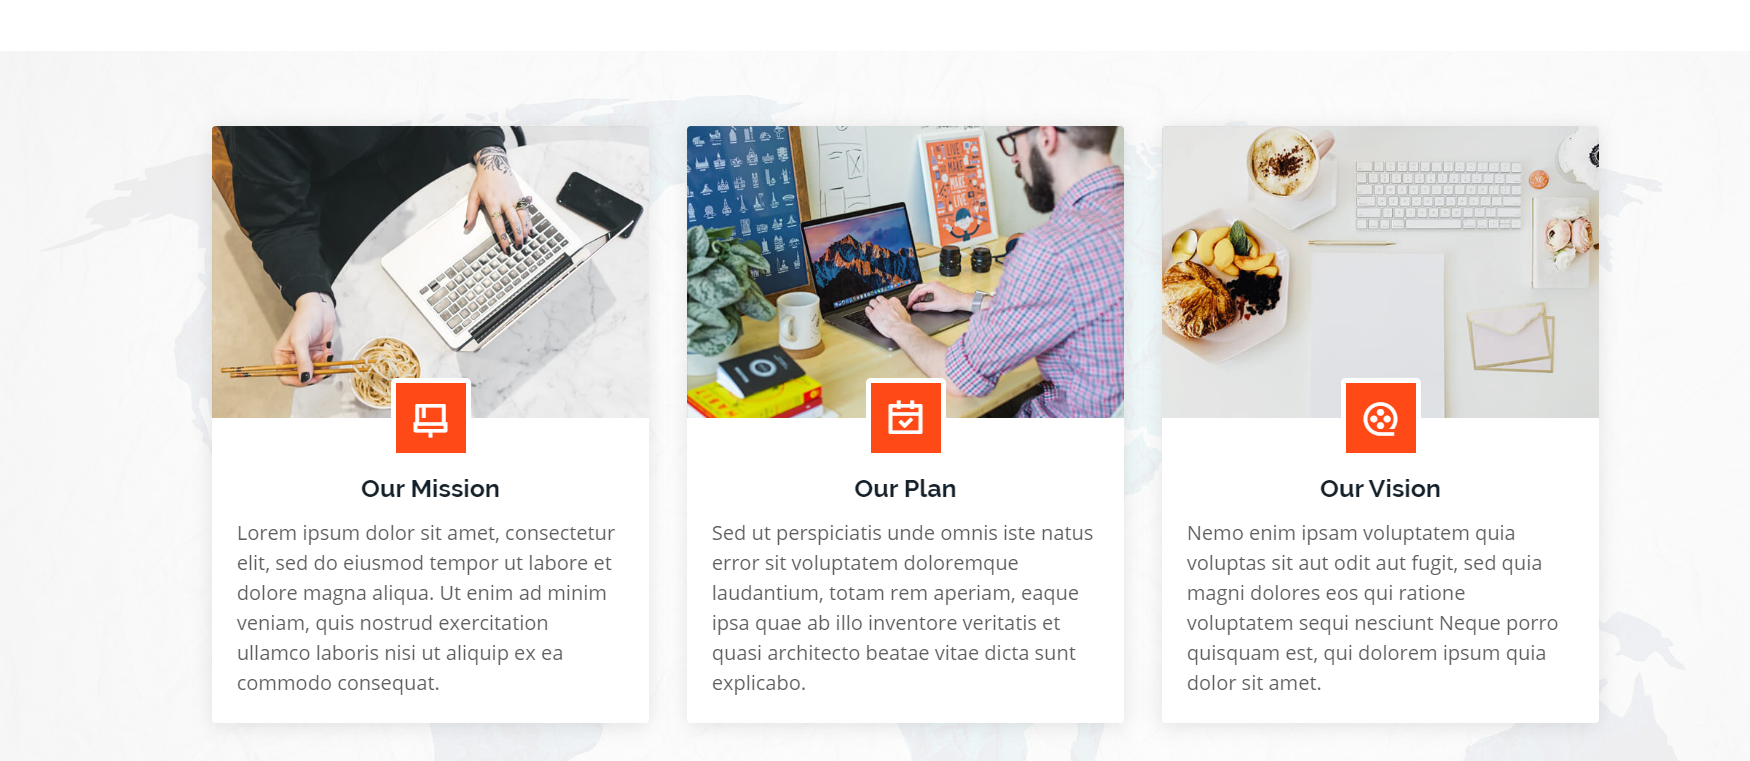 LIVE
MAKE
MAKE
LIVE
Our Mission
Lorem ipsum dolor sit amet, consectetur
elit, sed do eiusmod tempor ut labore et
dolore magna aliqua. Ut enim ad minim
veniam, quis nostrud exercitation
ullamco laboris nisi ut aliquip ex ea
commodo consequat.
Our Plan
Sed ut perspiciatis unde omnis iste natus
error sit voluptatem doloremque
laudantium, totam rem aperiam, eaque
ipsa quae ab illo inventore veritatis et
quasi architecto beatae vitae dicta sunt
explicabo.
Our Vision
Nemo enim ipsam voluptatem quia
voluptas sit aut odit aut fugit, sed quia
magni dolores eos qui ratione
voluptatem sequi nesciunt Neque porro
quisquam est, qui dolorem ipsum quia
dolor sit amet.